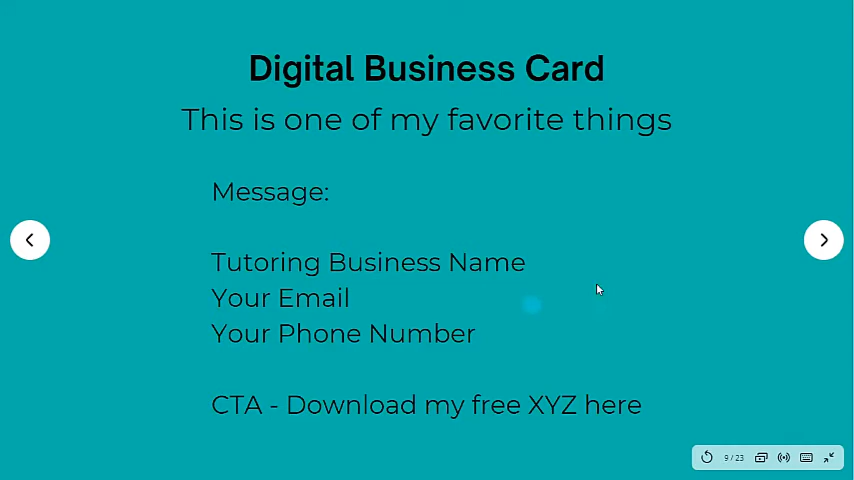 Digital Business Card
This is one of my favorite things
Message:
Tutoring Business Name
Your Email
Your Phone Number
CTA - Download my free XYZ here
9 / 23